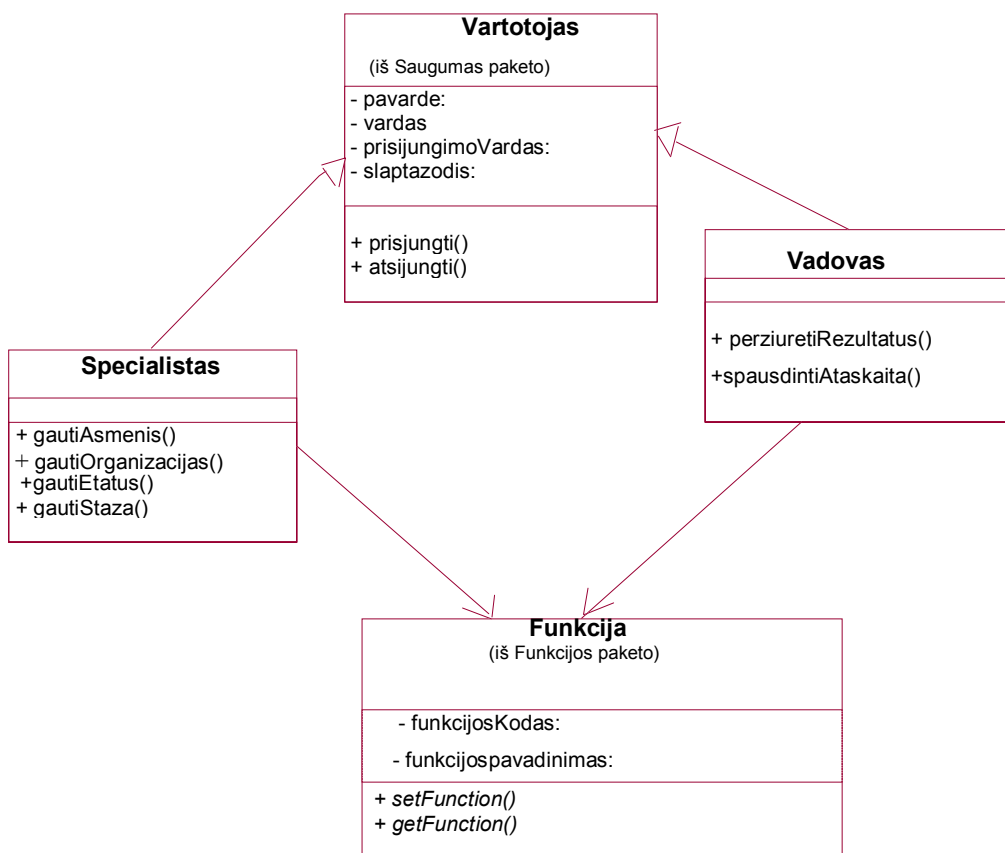 Vartotojas
(iš Saugumas paketo)
- pavarde:
- vardas
- prisijungimoVardas:
- slaptazodis:
+ prisjungti()
+ atsijungti()
Vadovas
+ perziuretiRezultatus()
+spausdintiAtaskaita()
Specialistas
+ gautiAsmenis()
+ gautiOrganizacijas()
+gautiEtatus()
+ gautiStaza()
Funkcija
(iš Funkcijos paketo)
- funkcijosKodas:
- funkcijospavadinimas:
+ setFunction()
+ getFunction()